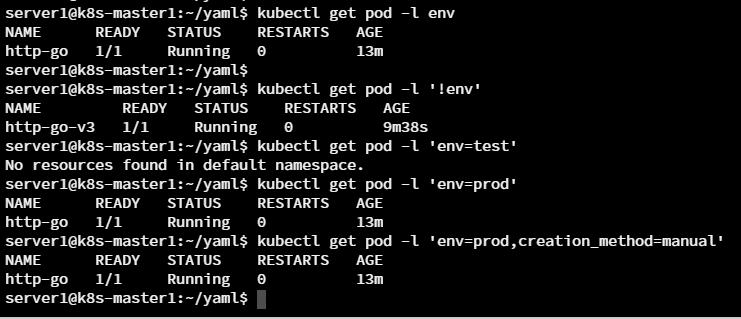 server1@k8s-master1:~/yaml$ kubectl get pod -l env
NAME      READY   STATUS    RESTARTS   AGE
http-go   1/1     Running   0          13m
server1@k8s-master1:~/yaml$
server1@k8s-master1:~/yaml$ kubectl get pod -l '!env'
NAME         READY   STATUS    RESTARTS   AGE
http-go-v3   1/1     Running   0          9m38s
server1@k8s-master1:~/yaml$ kubectl get pod -l 'env=test'
No resources found in default namespace.
server1@k8s-master1:~/yaml$ kubectl get pod -l 'env=prod'
NAME      READY   STATUS    RESTARTS   AGE
http-go   1/1     Running   0          13m
server1@k8s-master1:~/yaml$ kubectl get pod -l 'env=prod,creation_method=manual'
NAME      READY   STATUS    RESTARTS   AGE
http-go   1/1     Running   0          13m
server1@k8s-master1:~/yaml$